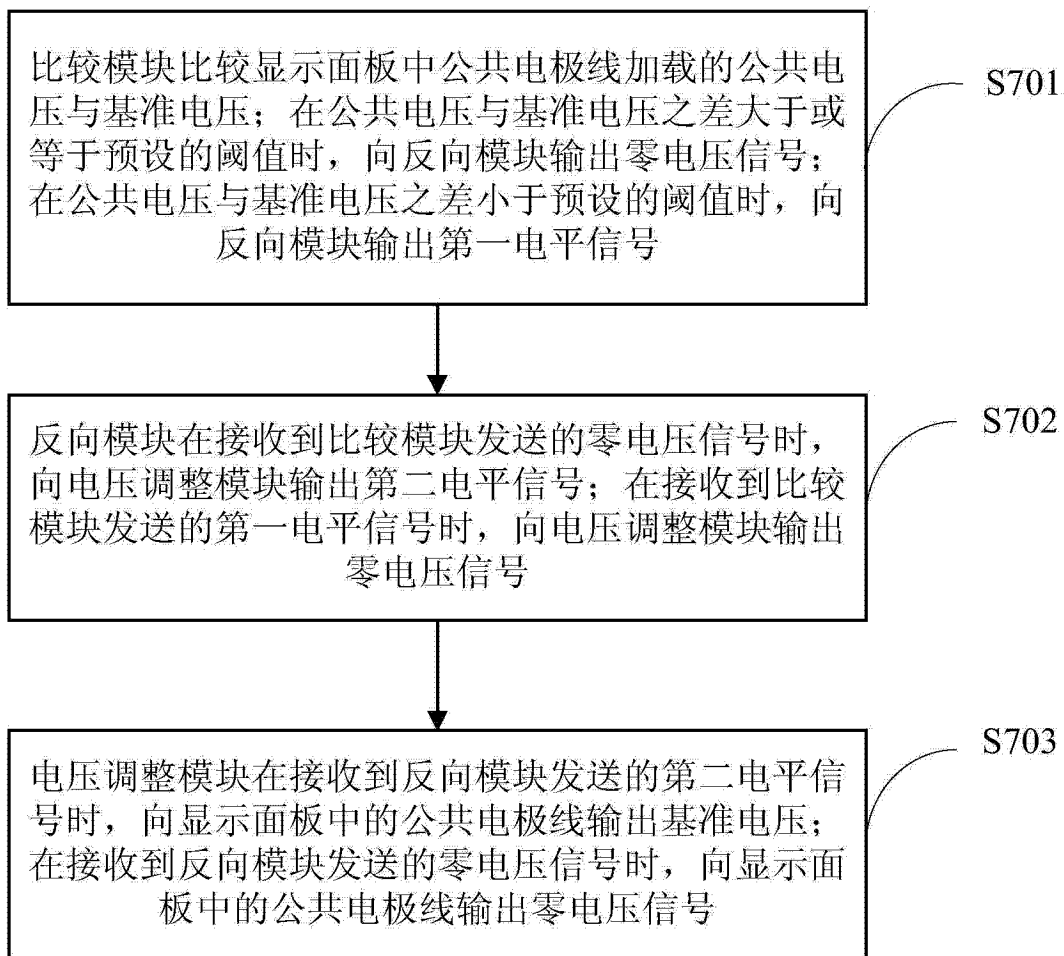 比较模块比较显示面板中公共电极线加载的公共电
压与基准电压；在公共电压与基准电压之差大于或
等于预设的阈值时，向反向模块输出零电压信号；
在公共电压与基准电压之差小于预设的阈值时，向
反向模块输出第一电平信号
S701
反向模块在接收到比较模块发送的零电压信号时，
向电压调整模块输出第二电平信号；在接收到比较
模块发送的第一电平信号时，向电压调整模块输出
零电压信号
S702
电压调整模块在接收到反向模块发送的第二电平信
号时，向显示面板中的公共电极线输出基准电压；
在接收到反向模块发送的零电压信号时，向显示面
板中的公共电极线输出零电压信号
S703